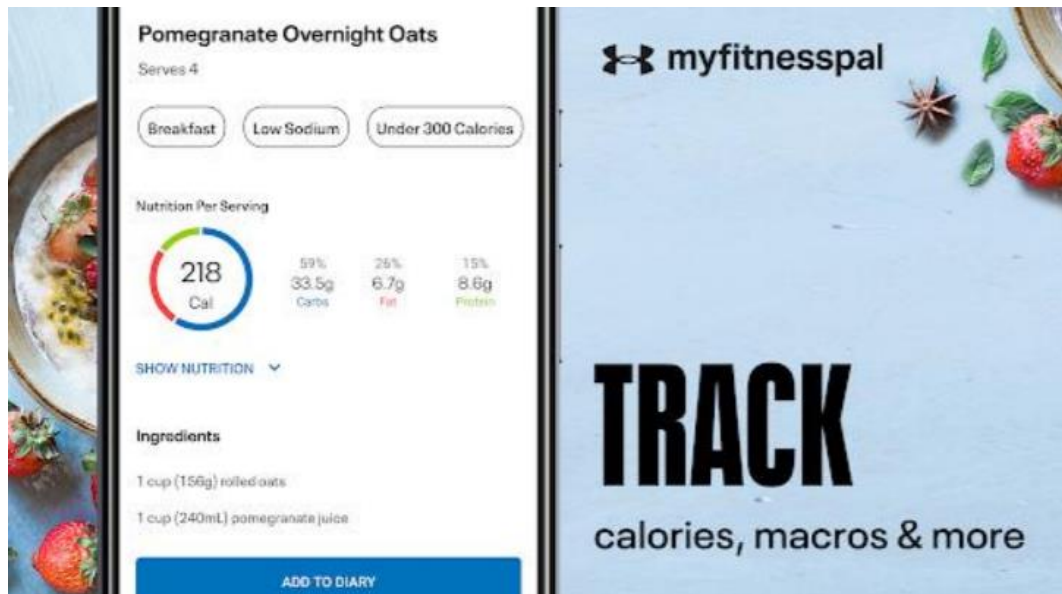 Pomegranate Overnight Oats
Serves 4
Breakfast
Low Sodium
Under 300 Calories
Nutrition Per Serving
218
Cal
59%
26%
15%
33.5g
6.7g
8.6g
Carbs
Fat
Protein
SHOW NUTRITION
Ingredients
1 cup (156g) rolled oats
1 cup (240mL) pomegranate juice
ADD TO DIARY
myfitnesspal
TRACK
calories, macros & more